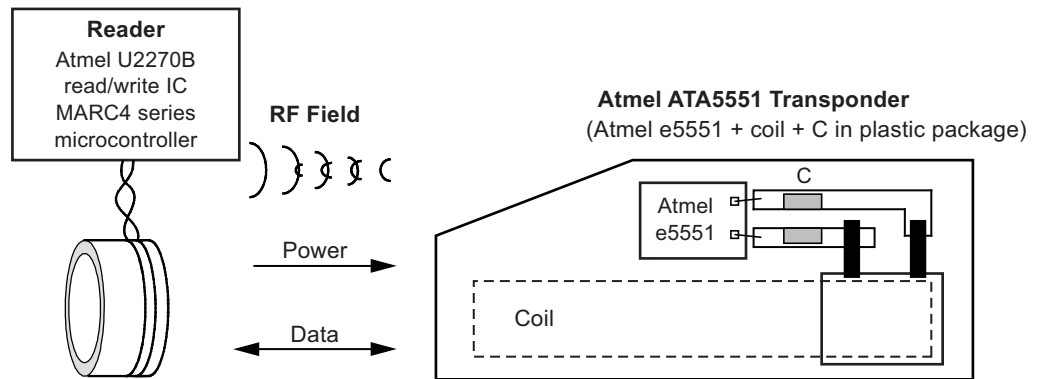 Reader
Atmel U2270B
read/write IC
MARC4 series
microcontroller
RF Field
Power
Data
Atmel ATA5551 Transponder
(Atmel e5551 + coil + C in plastic package)
C
Atmel
e5551
Coil